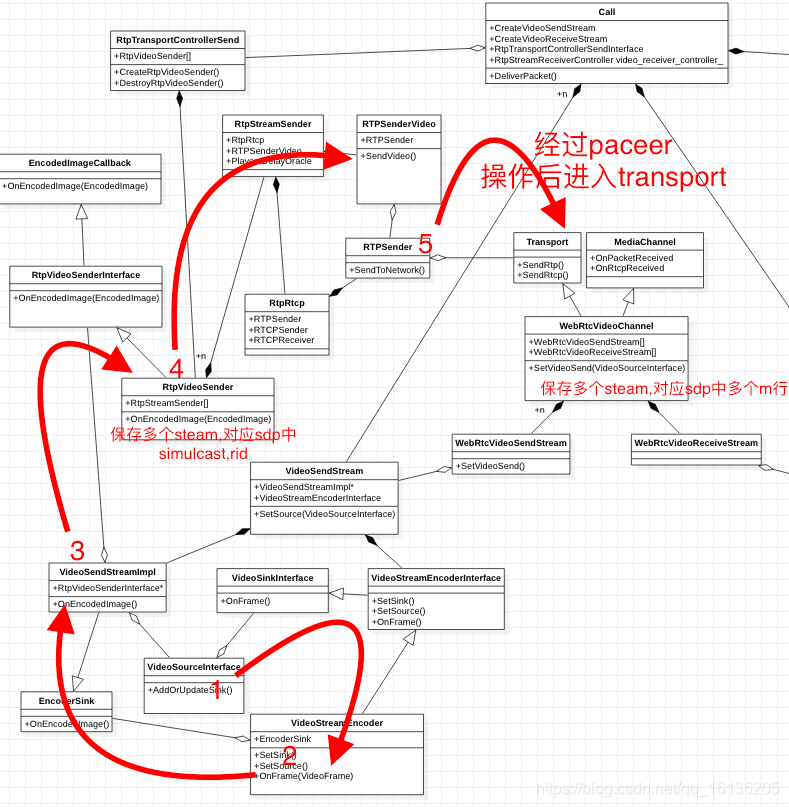 Call
+CreateVideoSendStream
+CreateVideoReceiveStream
+RtpTransportControllerSendInterface
+RtpStreamReceiverController video_receiver_controller_
+DeliverPacket()
+n
RtpTransportControllerSend
+RtpVideoSender[]
+CreateRtpVideoSender()
+DestroyRtpVideoSender()
RtpStreamSender
+RtpRtcp
+RTPSenderVideo
RTPSenderVideo
+RTPSender
+SendVideo()
经过paceer
操作后进入transport
EncodedImageCallback
+OnEncodedImage(EncodedImage)
5
RTPSender
+SendToNetwork()
Transport
+SendRtp()
+SendRtcp()
MediaChannel
+OnPacketReceived
+OnRtcpReceived
RtpVideoSenderInterface
+OnEncodedImage(EncodedImage)
RtpRtcp
+RTPSender
+RTCPSender
+RTCPReceiver
WebRtcVideoChannel
+WebRtcVideoSendStream[]
+WebRtcVideoReceiveStream[]
+SetVideoSend(VideoSourceInterface)
保存多个steam,对应sdp中多个m行
+n
4
+n
RtpVideoSender
+RtpStreamSender[]
+OnEncodedImage(EncodedImage)
保存多个steam,对应sdp中
simulcast,rid
WebRtcVideoSendStream
+SetVideoSend()
WebRtcVideoReceiveStream
VideoSendStream
+VideoSendStreamImpl*
+VideoStreamEncoderInterface
+SetSource(VideoSourceInterface)
3
VideoSendStreamImpl
+RtpVideoSenderInterface*
+OnEncodedImage()
VideoSinkInterface
+OnFrame()
VideoStreamEncoderInterface
+SetSink()
+SetSource()
+OnFrame()
VideoSourceInterface
+AddOrUpdateSink()
1
EncoderSink
+OnEncodedImage()
VideoStreamEncoder
+EncoderSink
2
+SetSink()
+SetSource()
+OnFrame(VideoFrame)
https://blog.csdn.net/qq_16135205